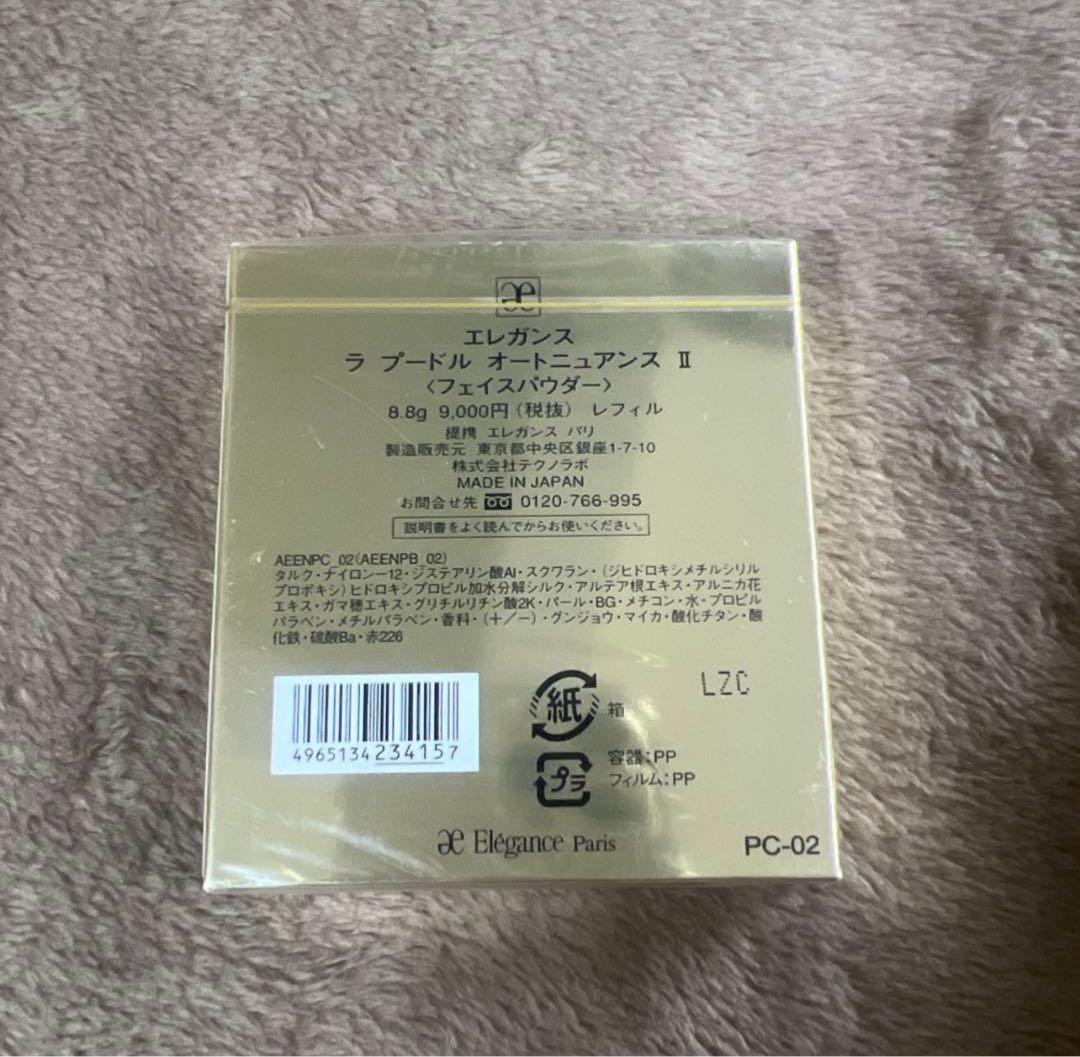 æ
エレガンス
ラ プードル オートニュアンス Ⅱ
〈フェイスパウダー〉
8.8g 9,000円(税抜) レフィル
提携 エレガンス パリ
製造販売元 東京都中央区銀座1-7-10
株式会社テクノラボ
MADE IN JAPAN
お問合せ先 0120-766-995
説明書をよく読んでからお使いください。
AEENPC_02(AEENPB_02)
タルク・ナイロン-12・ジステアリン酸Al・スクワラン・(ジヒドロキシメチルシリル
プロポキシ)ヒドロキシプロピル加水分解シルク・アルテア根エキス・アルニカ花
エキス・ガマ穂エキス・グリチルリチン酸2K・パール・BG・メチコン・水・プロピル
パラベン・メチルパラベン・香料・(+/-)・グンジョウ・マイカ・酸化チタン・酸
化鉄・硫酸Ba・赤226
LZC
紙 箱
4965134234157
プラ 容器:PP
フィルム:PP
æ Elégance Paris
PC-02